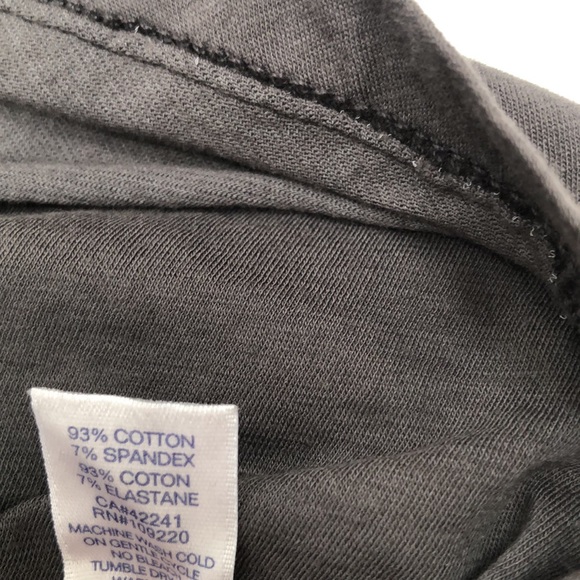 93% COTTON
7% SPANDEX
93% COTON
7% ELASTANE
CA#42241
RN#109220
MACHINE WASH COLD
ON GENTLE CYCLE
NO BLEACH
TUMBLE DRY